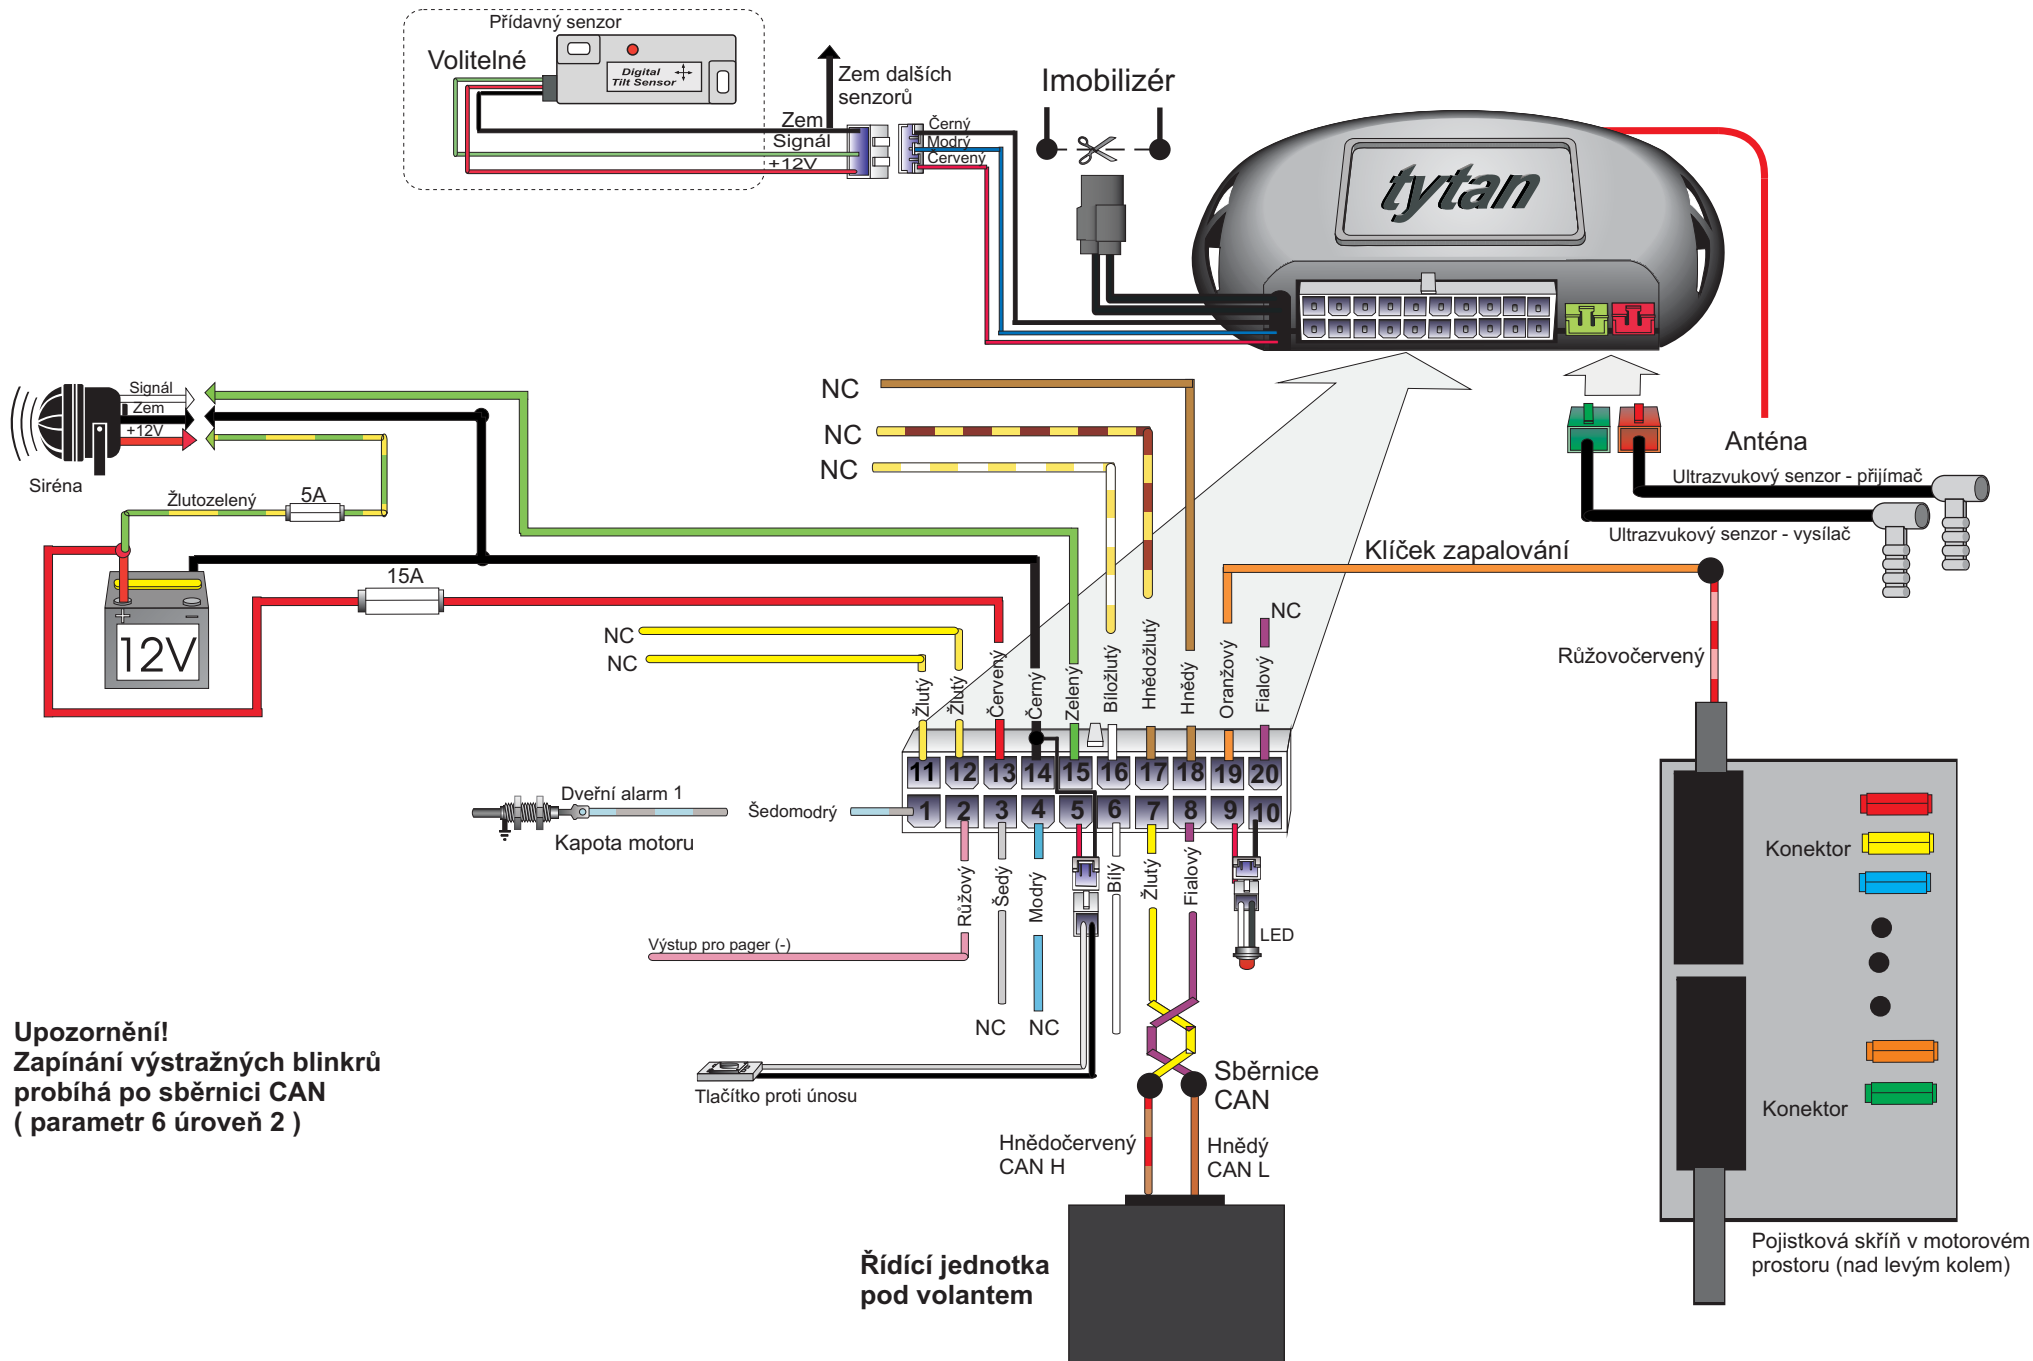 Přídavný senzor
Volitelné
Digital
Tilt Sensor
Zem dalších
senzorů
Zem
Signál
+12V
Černý
Modrý
Červený
Imobilizér
tytan
Signál
Zem
+12V
Siréna
Žlutozelený
5A
15A
+
–
12V
NC
NC
NC
NC
NC
Anténa
Ultrazvukový senzor - přijímač
Ultrazvukový senzor - vysílač
Klíček zapalování
NC
Růžovočervený
Žlutý
Žlutý
Červený
Černý
Zelený
Bíložlutý
Hnědožlutý
Hnědý
Oranžový
Fialový
11 12 13 14 15 16 17 18 19 20
1 2 3 4 5 6 7 8 9 10
Dveřní alarm 1
Kapota motoru
Šedomodrý
Růžový
Šedý
Modrý
Bílý
Žlutý
Fialový
LED
Výstup pro pager (-)
NC
NC
Tlačítko proti únosu
Upozornění!
Zapínání výstražných blinkrů
probíhá po sběrnici CAN
( parametr 6 úroveň 2 )
Sběrnice
CAN
Hnědočervený
CAN H
Hnědý
CAN L
Řídící jednotka
pod volantem
Konektor
Konektor
Pojistková skříň v motorovém
prostoru (nad levým kolem)